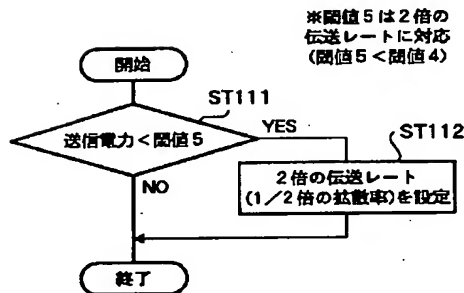 ※閾値5は2倍の
伝送レートに対応
(閾値5<閾値4)
開始
ST111
送信電力<閾値5
YES
ST112
2倍の伝送レート
(1/2倍の拡散率)を設定
NO
終了